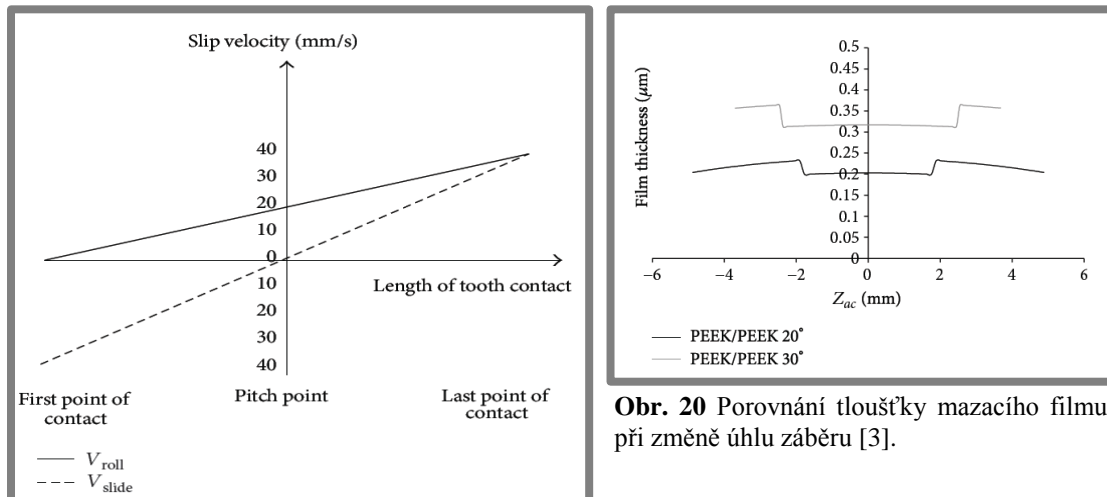 Slip velocity (mm/s)
40
30
20
10
0
10
20
30
40
Length of tooth contact
First point of
contact
Pitch point
Last point of
contact
V_roll
V_slide
Film thickness (μm)
0.5
0.45
0.4
0.35
0.3
0.25
0.2
0.15
0.1
0.05
0
−6
−4
−2
0
2
4
6
Z_ac (mm)
PEEK/PEEK 20°
PEEK/PEEK 30°
Obr. 20 Porovnání tloušťky mazacího filmu
při změně úhlu záběru [3].